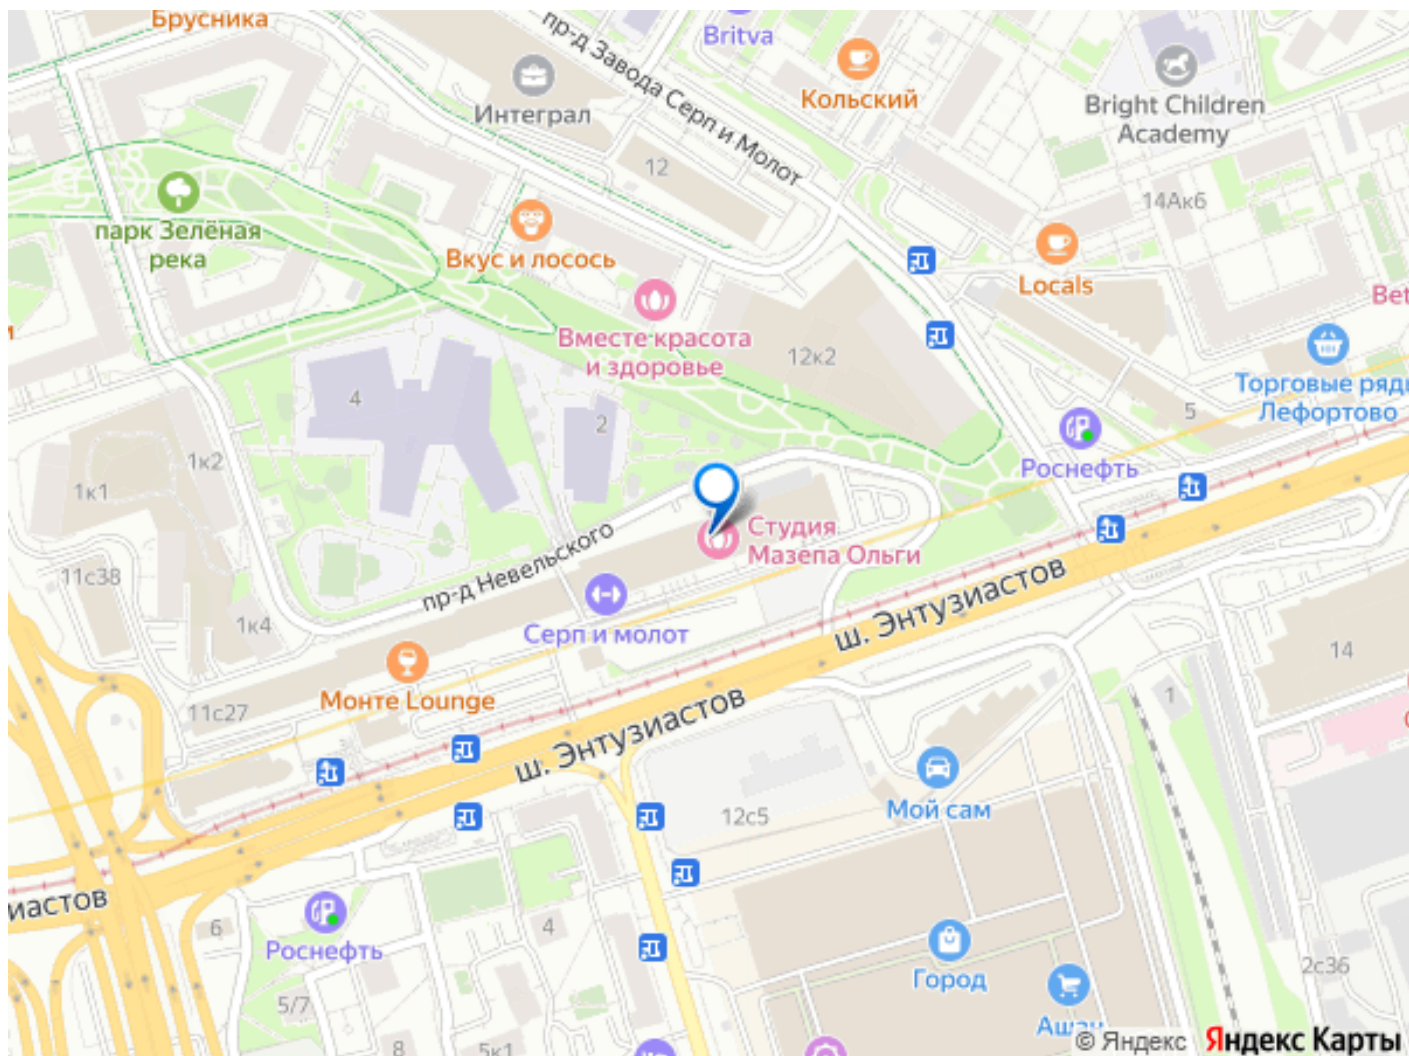 Брусника
Britva
пр-д Завода Серп и Молот
Кольский
Интеграл
Bright Children
Academy
12
14Ак6
парк Зелёная
река
Вкус и лосось
Locals
Bet
Вместе красота
и здоровье
12к2
Торговые ряды
Лефортово
4
2
5
Роснефть
1к2
1к1
Студия
Мазепа Ольги
пр-д Невельского
11с38
1к4
Серп и молот
ш. Энтузиастов
14
1
Монте Lounge
11с27
ш. Энтузиастов
Мой сам
12с5
иастов
6
4
Роснефть
Город
2с36
5/7
Ашан
8
5к1
© Яндекс Яндекс Карты